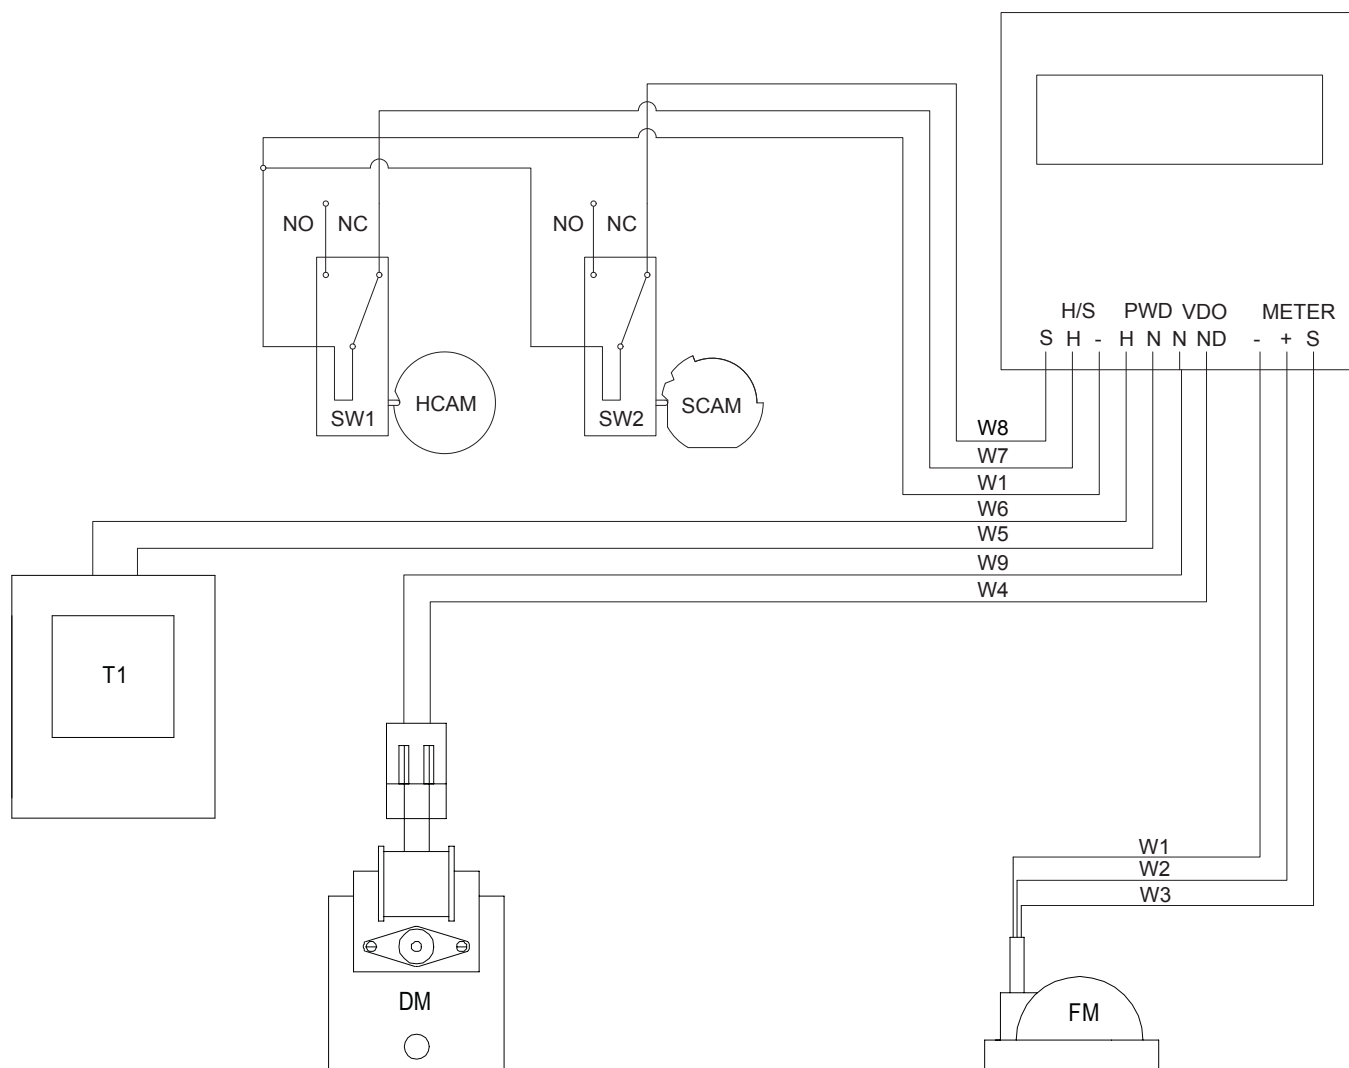 NO NC
NO NC
H/S PWD VDO METER
S H - H N N ND - + S
SW1 HCAM
SW2 SCAM
W8
W7
W1
W6
W5
W9
W4
T1
W1
W2
W3
DM
FM